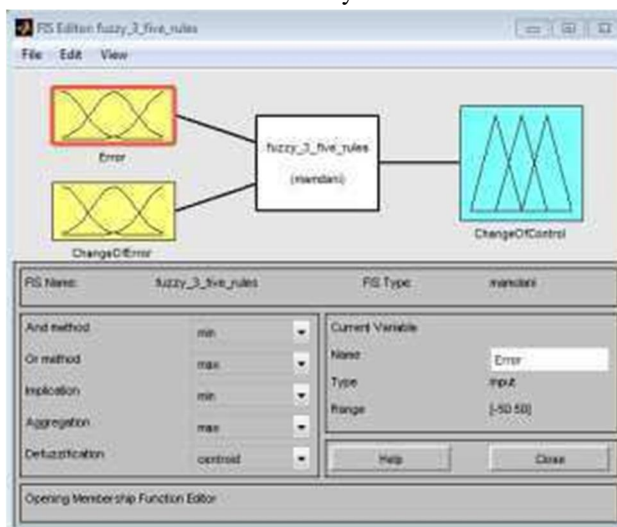 FIS Editor: fuzzy_3_five_rules
File Edit View
Error
fuzzy_3_five_rules
(mamdani)
ChangeOfError
ChangeOfControl
FIS Name: fuzzy_3_five_rules FIS Type: mamdani
And method min
Or method max
Implication min
Aggregation max
Defuzzification centroid
Current Variable
Name Error
Type input
Range [-50 50]
Help Close
Opening Membership Function Editor